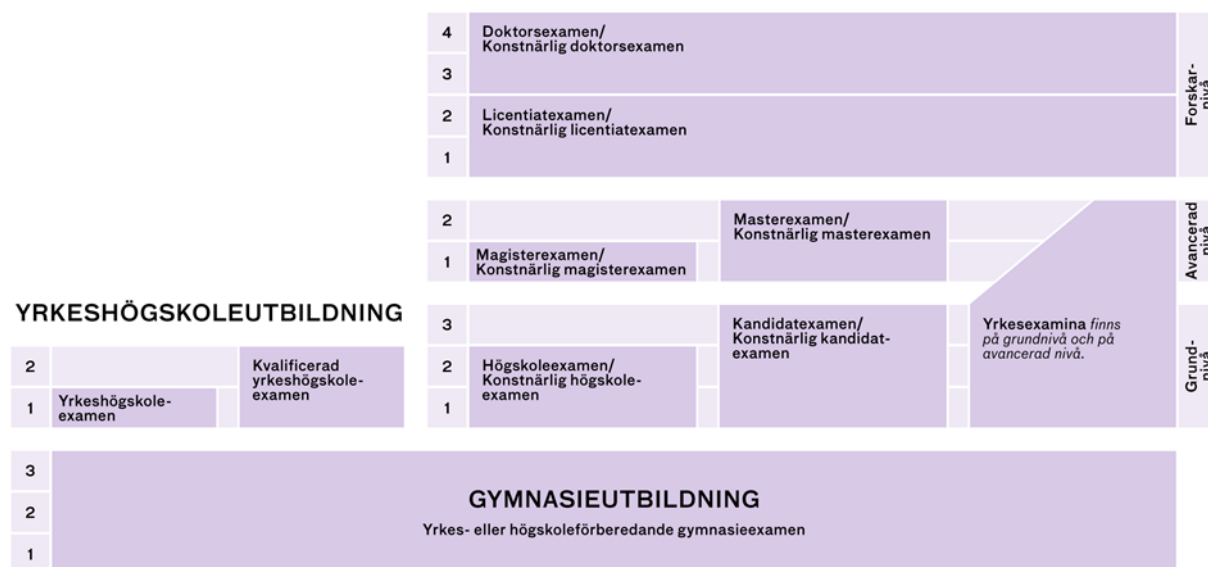 4
Doktorsexamen/
Konstnärlig doktorsexamen
3
2
Licentiatexamen/
Konstnärlig licentiatexamen
1
Forskar-
nivå
2
Masterexamen/
Konstnärlig masterexamen
1
Magisterexamen/
Konstnärlig magisterexamen
Avancerad
nivå
YRKESHÖGSKOLEUTBILDNING
2
Kvalificerad
yrkeshögskole-
examen
1
Yrkeshögskole-
examen
3
Kandidatexamen/
Konstnärlig kandidat-
examen
2
Högskoleexamen/
Konstnärlig högskole-
examen
1
Yrkesexamina finns
på grundnivå och på
avancerad nivå.
Grund-
nivå
3
2
1
GYMNASIEUTBILDNING
Yrkes- eller högskoleförberedande gymnasieexamen